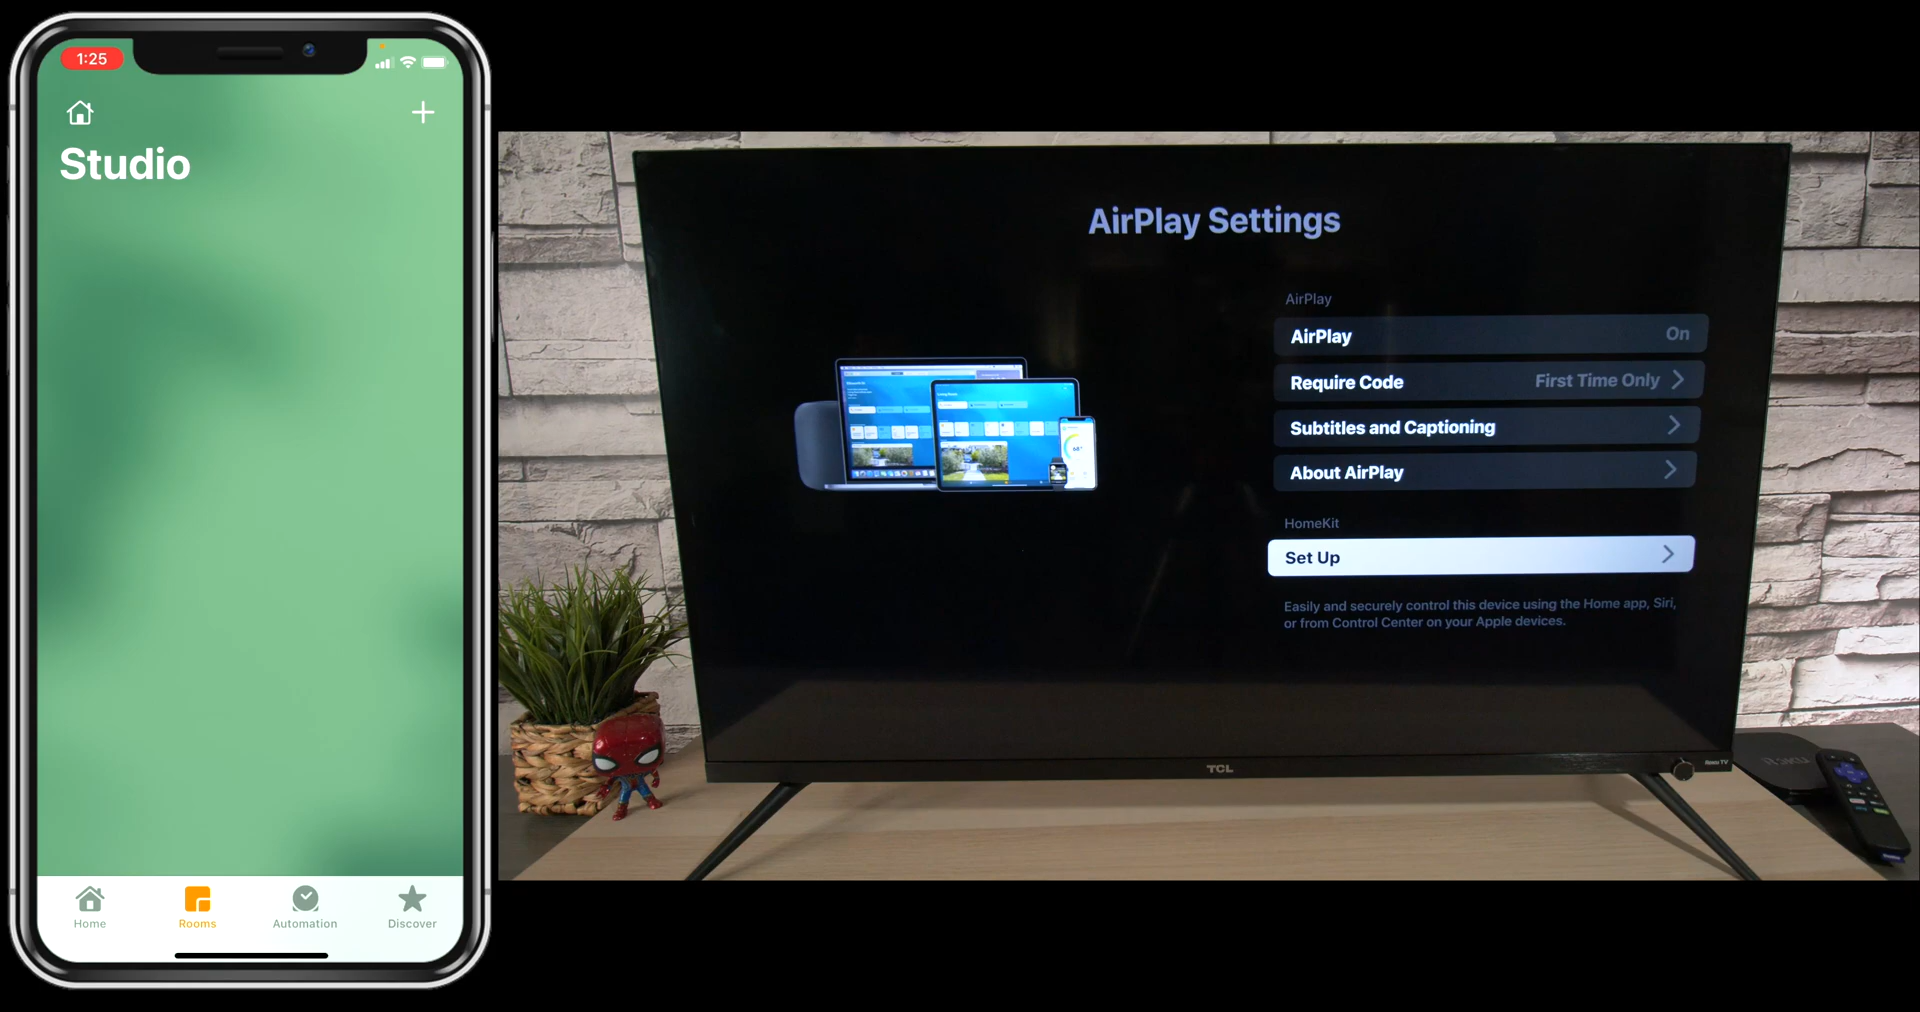 1:25
Studio
Home
Rooms
Automation
Discover
AirPlay Settings
AirPlay
AirPlay On
Require Code First Time Only
Subtitles and Captioning
About AirPlay
HomeKit
Set Up
Easily and securely control this device using the Home app, Siri,
or from Control Center on your Apple devices.
TCL
Roku TV